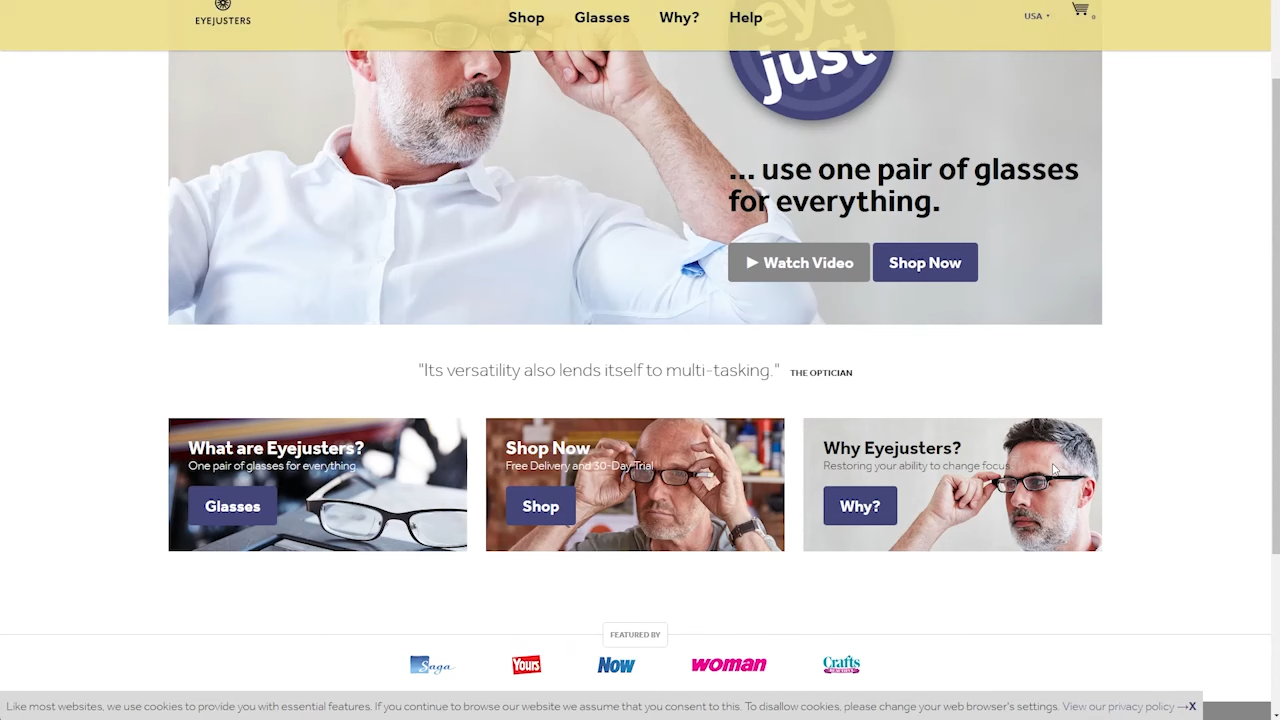 EYEJUSTERS
Shop
Glasses
Why?
Help
USA
0
eye
just
... use one pair of glasses
for everything.
Watch Video
Shop Now
"Its versatility also lends itself to multi-tasking." THE OPTICIAN
What are Eyejusters?
One pair of glasses for everything
Glasses
Shop Now
Free Delivery and 30-Day Trial
Shop
Why Eyejusters?
Restoring your ability to change focus
Why?
FEATURED BY
Saga
Yours
Now
woman
Crafts
Like most websites, we use cookies to provide you with essential features. If you continue to browse our website we assume that you consent to this. To disallow cookies, please change your web browser's settings. View our privacy policy →X